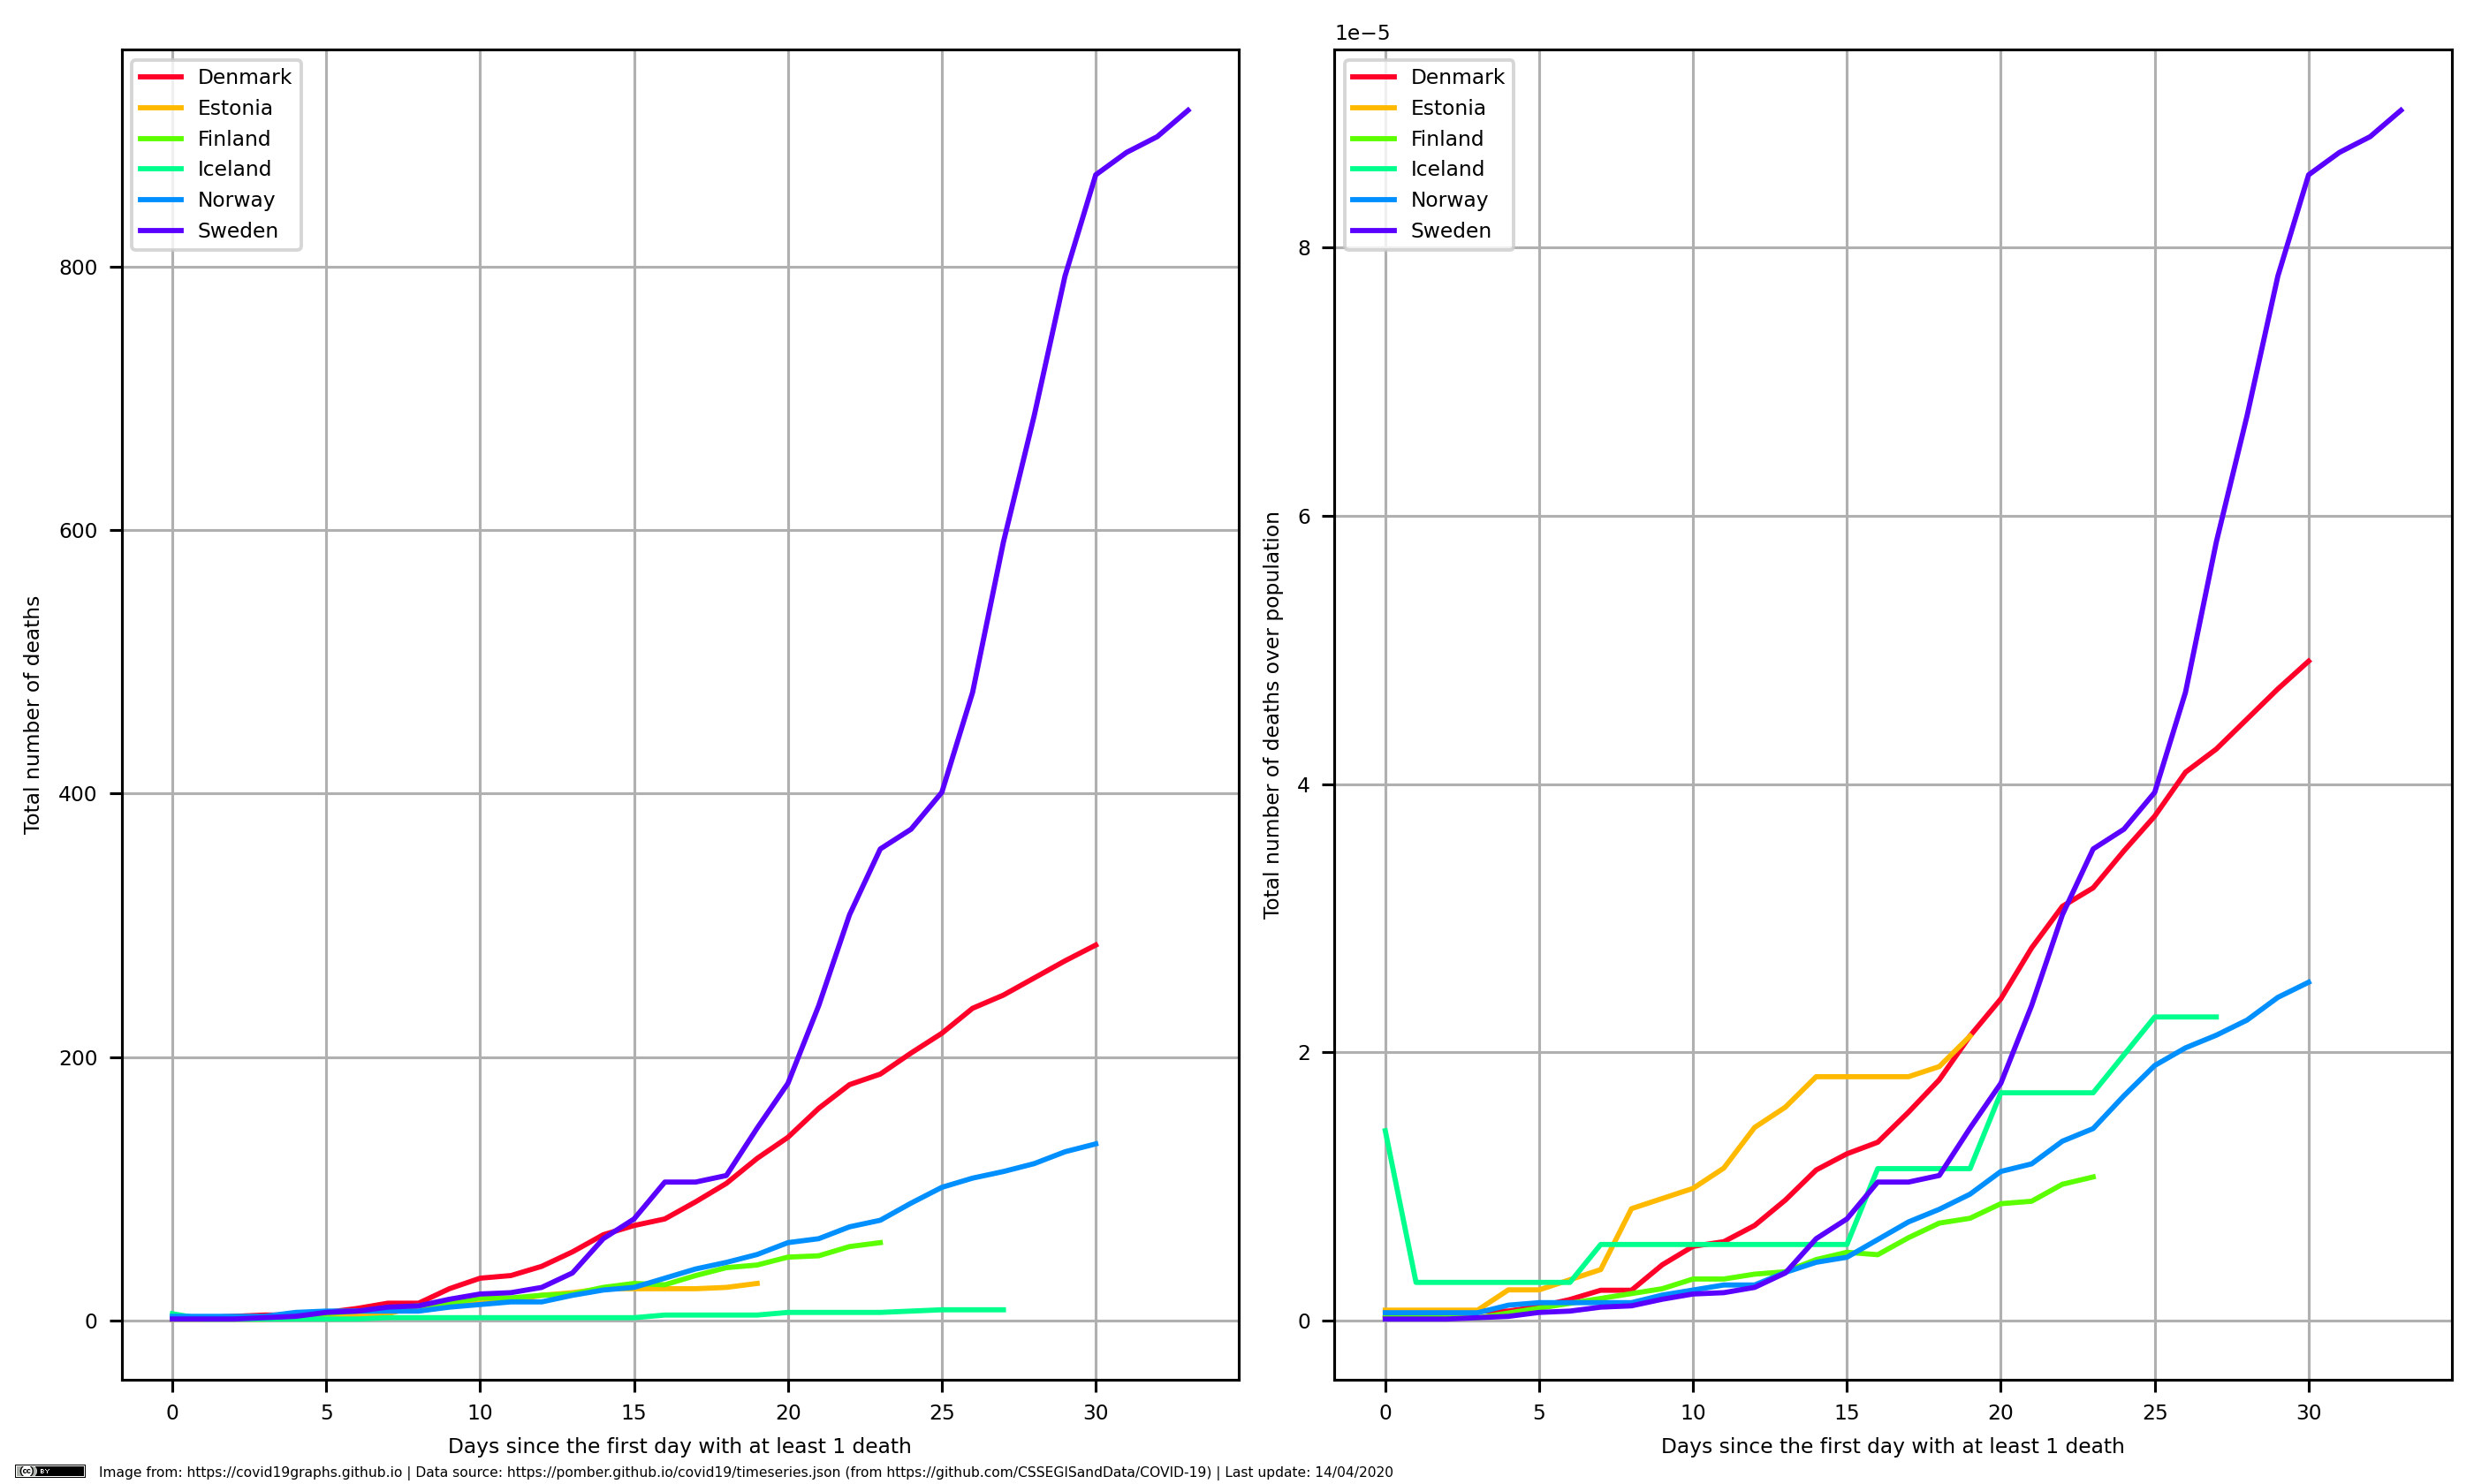 Denmark
Estonia
Finland
Iceland
Norway
Sweden
800
600
400
200
0
Total number of deaths
0 5 10 15 20 25 30
Days since the first day with at least 1 death
1e−5
Denmark
Estonia
Finland
Iceland
Norway
Sweden
8
6
4
2
0
Total number of deaths over population
0 5 10 15 20 25 30
Days since the first day with at least 1 death
(cc) BY Image from: https://covid19graphs.github.io | Data source: https://pomber.github.io/covid19/timeseries.json (from https://github.com/CSSEGISandData/COVID-19) | Last update: 14/04/2020